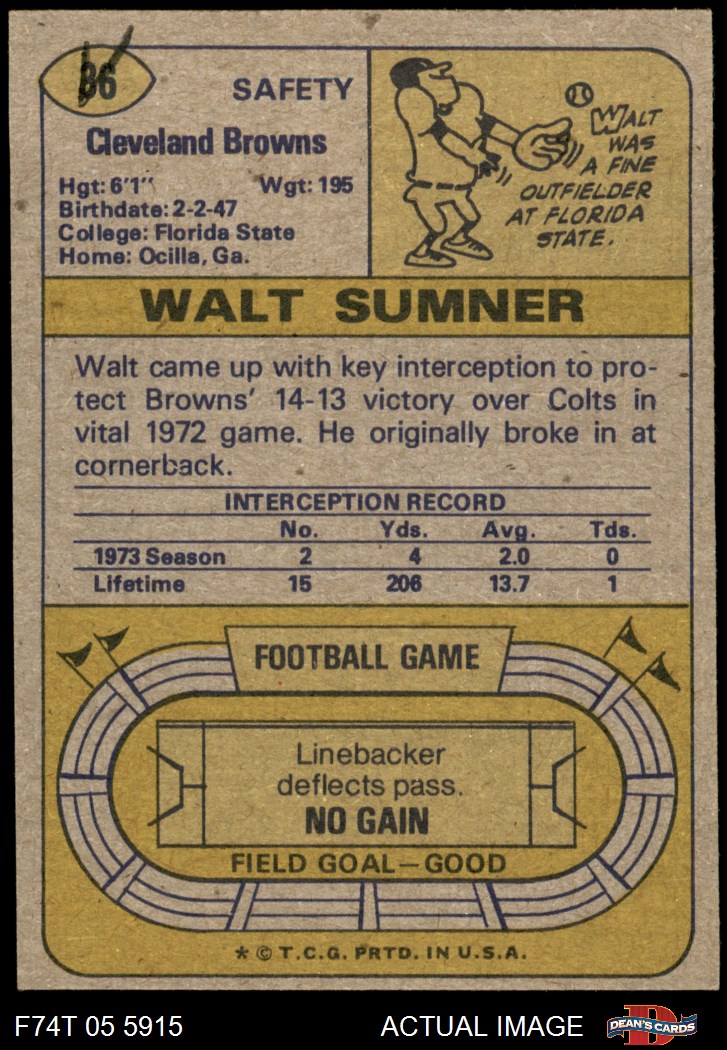 86
SAFETY
Cleveland Browns
Hgt: 6'1"
Wgt: 195
Birthdate: 2-2-47
College: Florida State
Home: Ocilla, Ga.
WALT
WAS
A FINE
OUTFIELDER
AT FLORIDA
STATE.
WALT SUMNER
Walt came up with key interception to pro-
tect Browns' 14-13 victory over Colts in
vital 1972 game. He originally broke in at
cornerback.
INTERCEPTION RECORD
No. Yds. Avg. Tds.
1973 Season 2 4 2.0 0
Lifetime 15 206 13.7 1
FOOTBALL GAME
Linebacker
deflects pass.
NO GAIN
FIELD GOAL—GOOD
* © T.C.G. PRTD. IN U.S.A.
F74T 05 5915
ACTUAL IMAGE
DEAN'S CARDS